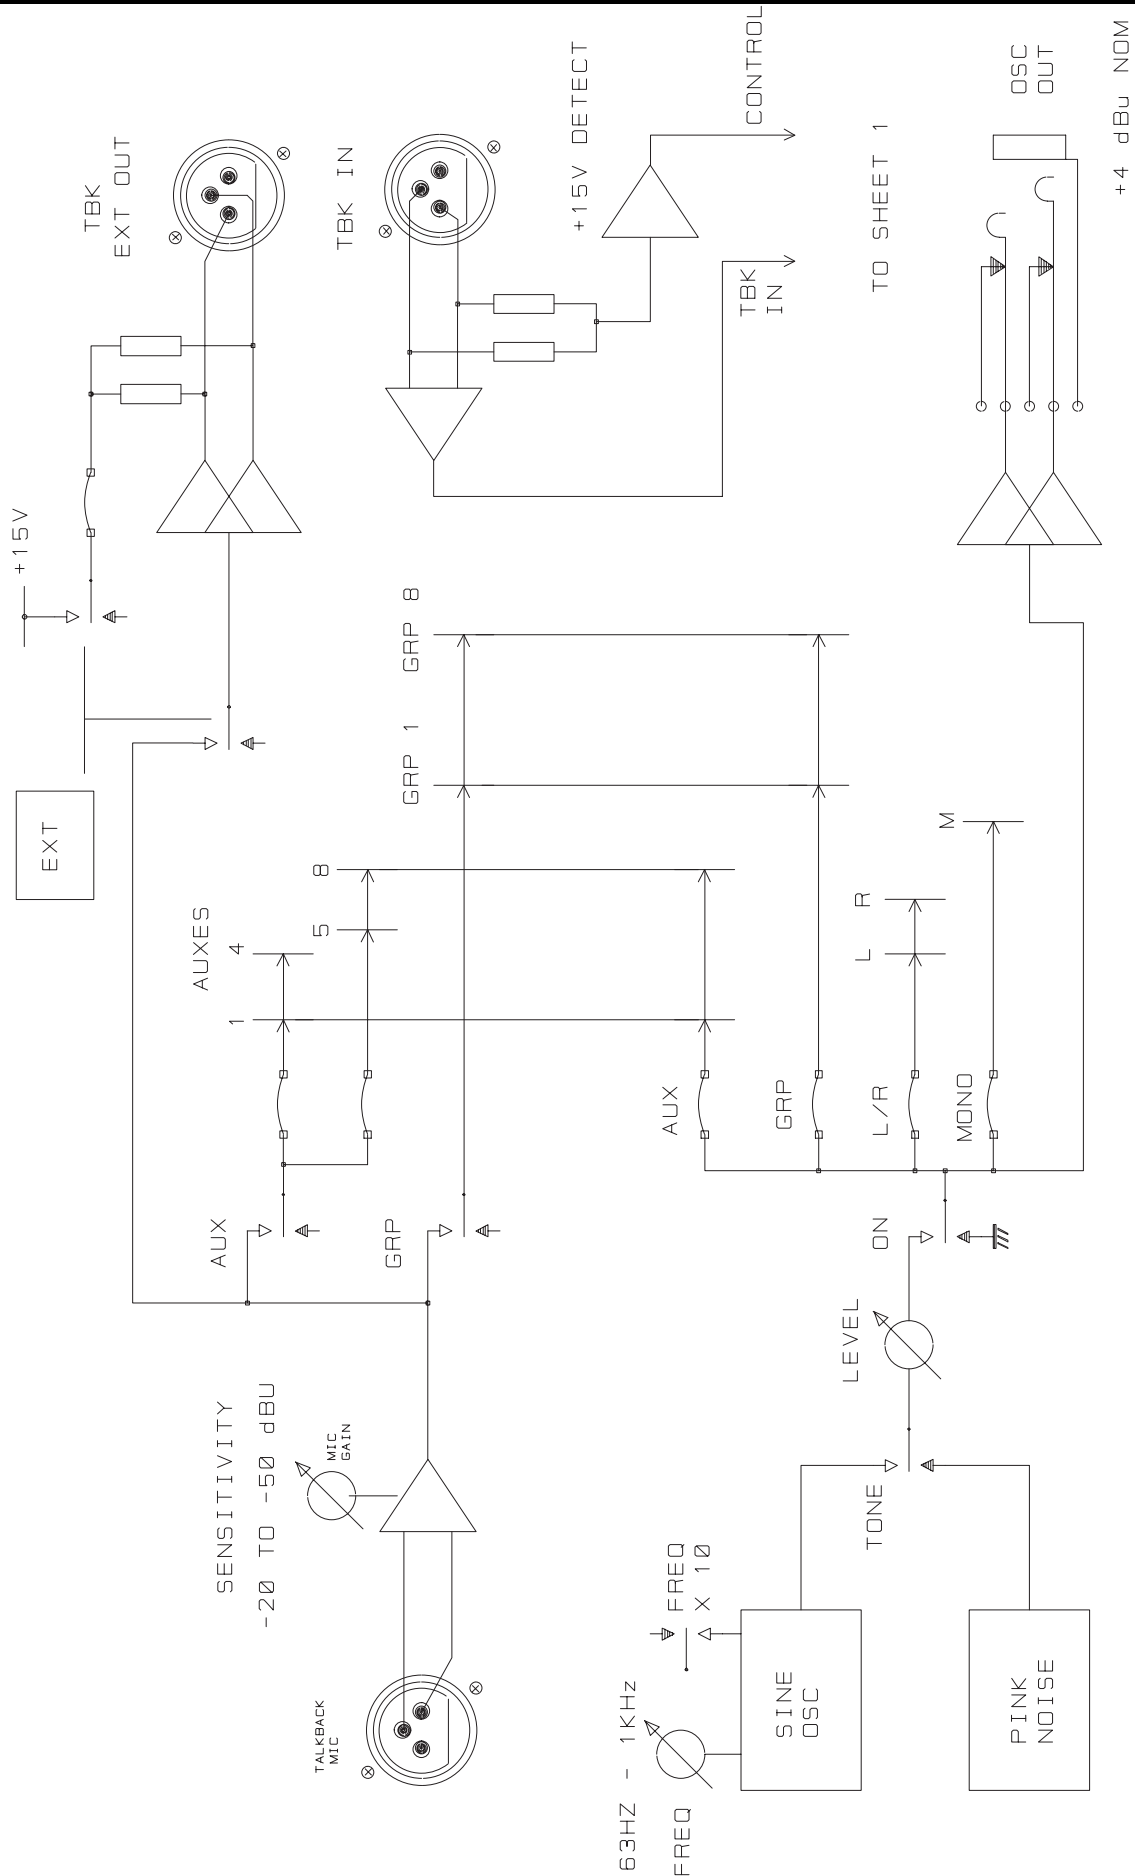 TALKBACK
MIC
SENSITIVITY
-20 TO -50 dBU
MIC
GAIN
AUX
GRP
AUXES
1
4
5
8
GRP 1
GRP 8
EXT
+15V
TBK
EXT OUT
TBK IN
+15V DETECT
CONTROL
TBK
IN
TO SHEET 1
63HZ - 1KHz
FREQ
FREQ
X 10
SINE
OSC
PINK
NOISE
TONE
LEVEL
ON
AUX
GRP
L/R
MONO
L
R
M
OSC
OUT
+4 dBu NOM